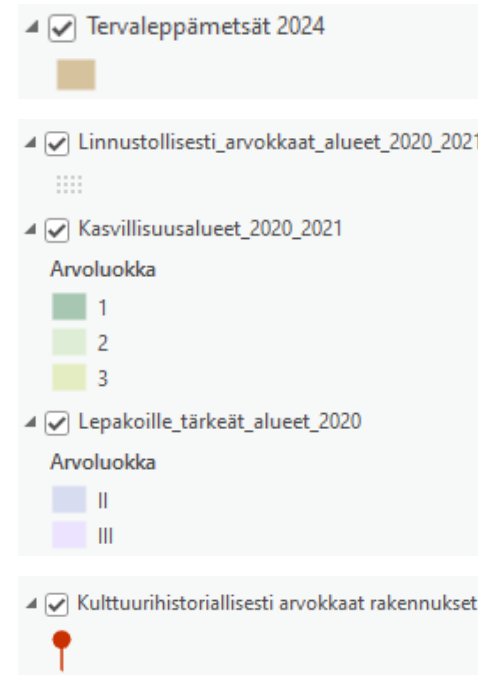 Tervaleppämetsät 2024
Linnustollisesti_arvokkaat_alueet_2020_2021
Kasvillisuusalueet_2020_2021
Arvoluokka
1
2
3
Lepakoille_tärkeät_alueet_2020
Arvoluokka
II
III
Kulttuurihistoriallisesti arvokkaat rakennukset